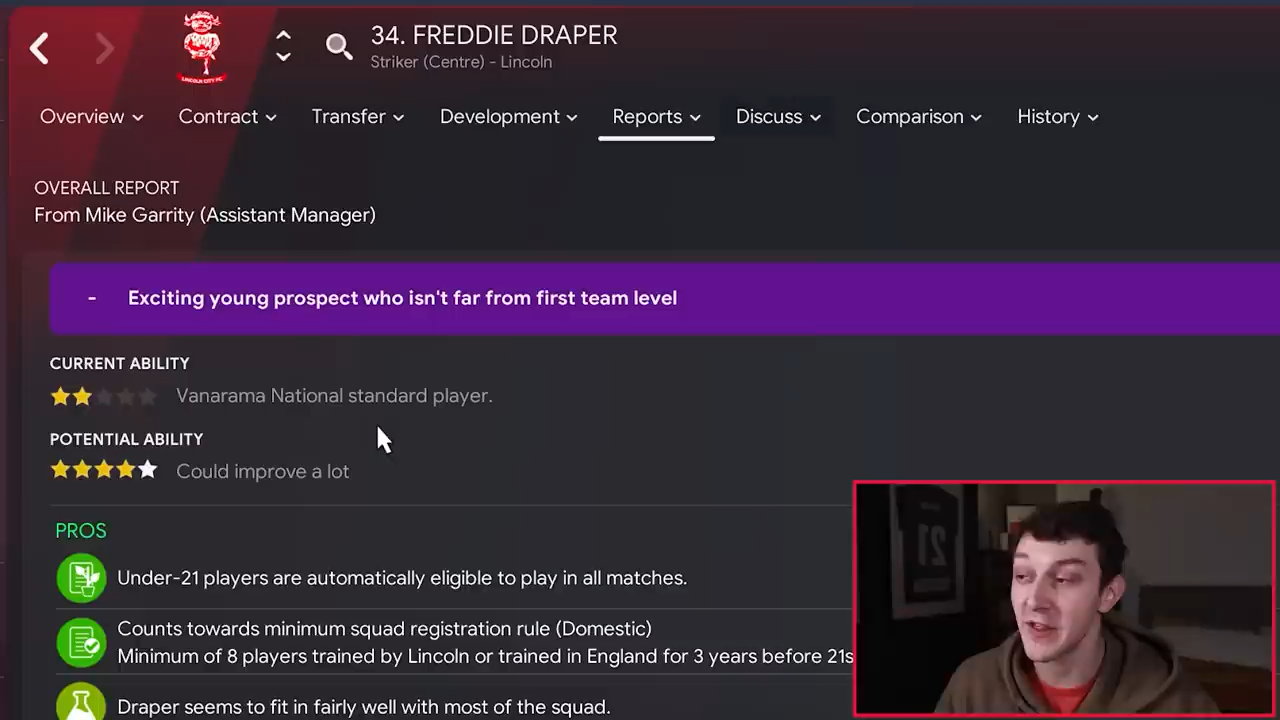 34. FREDDIE DRAPER
Striker (Centre) - Lincoln
LINCOLN CITY FC
Overview
Contract
Transfer
Development
Reports
Discuss
Comparison
History
OVERALL REPORT
From Mike Garrity (Assistant Manager)
- Exciting young prospect who isn't far from first team level
CURRENT ABILITY
Vanarama National standard player.
POTENTIAL ABILITY
Could improve a lot
PROS
Under-21 players are automatically eligible to play in all matches.
Counts towards minimum squad registration rule (Domestic)
Minimum of 8 players trained by Lincoln or trained in England for 3 years before 21s
Draper seems to fit in fairly well with most of the squad.
21